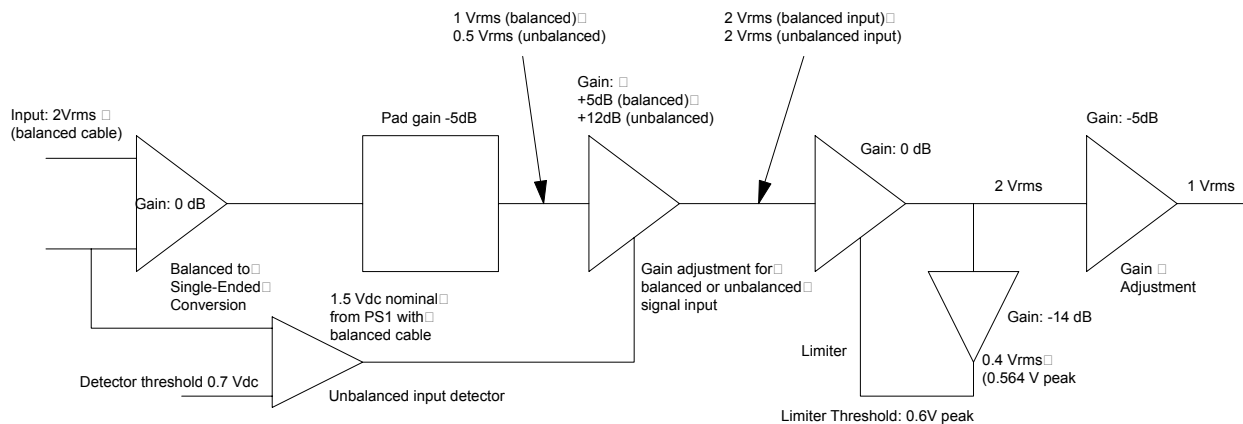 1 Vrms (balanced)□
0.5 Vrms (unbalanced)
2 Vrms (balanced input)□
2 Vrms (unbalanced input)
Input: 2Vrms □
(balanced cable)
Pad gain -5dB
Gain: □
+5dB (balanced)□
+12dB (unbalanced)
Gain: 0 dB
Gain: -5dB
Gain: 0 dB
2 Vrms
1 Vrms
Balanced to□
Single-Ended□
Conversion
1.5 Vdc nominal□
from PS1 with□
balanced cable
Gain adjustment for□
balanced or unbalanced□
signal input
Gain □
Adjustment
Gain: -14 dB
Limiter
0.4 Vrms□
(0.564 V peak
Detector threshold 0.7 Vdc
Unbalanced input detector
Limiter Threshold: 0.6V peak